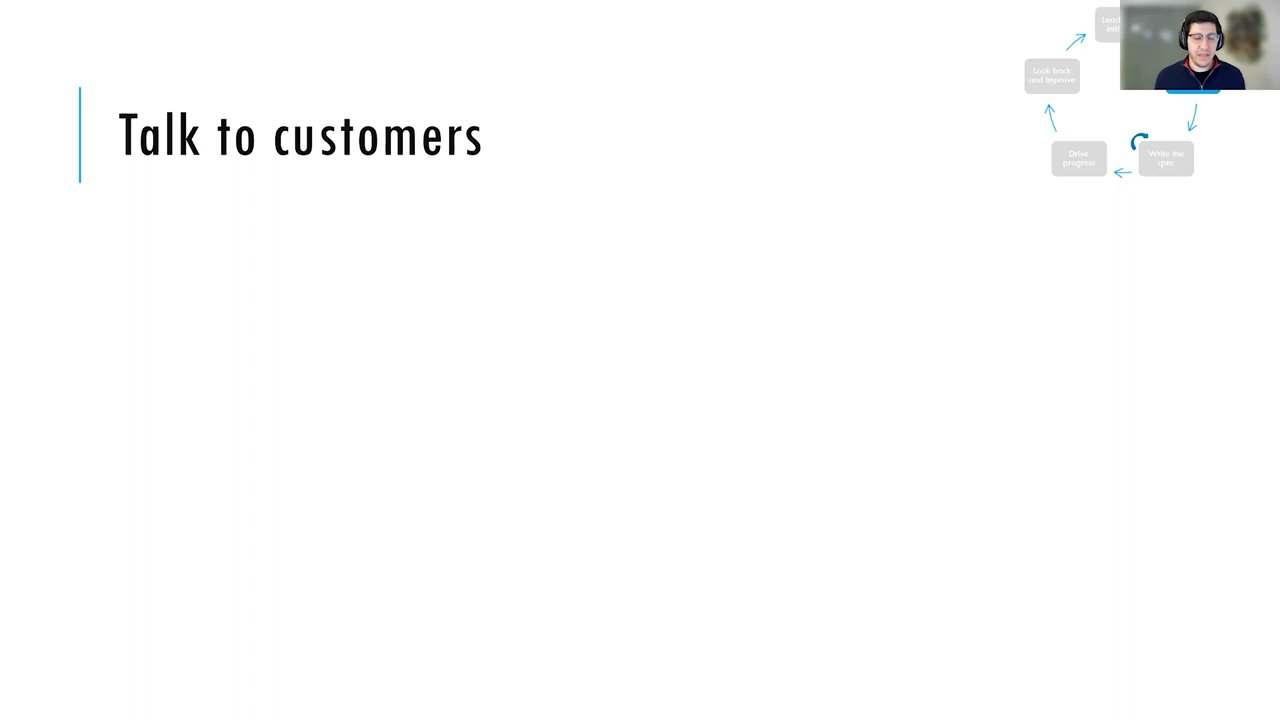 Talk to customers
Look back
and improve
Drive
progress
Write the
spec